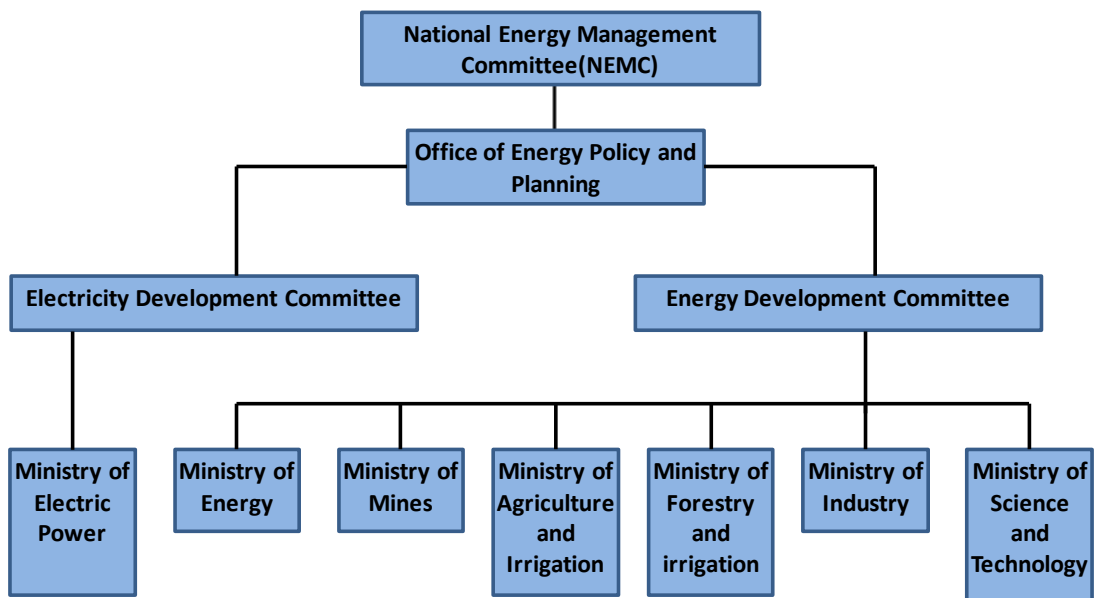 National Energy Management
Committee(NEMC)
Office of Energy Policy and
Planning
Electricity Development Committee
Energy Development Committee
Ministry of
Electric
Power
Ministry of
Energy
Ministry of
Mines
Ministry of
Agriculture
and
Irrigation
Ministry of
Forestry
and
irrigation
Ministry of
Industry
Ministry of
Science
and
Technology